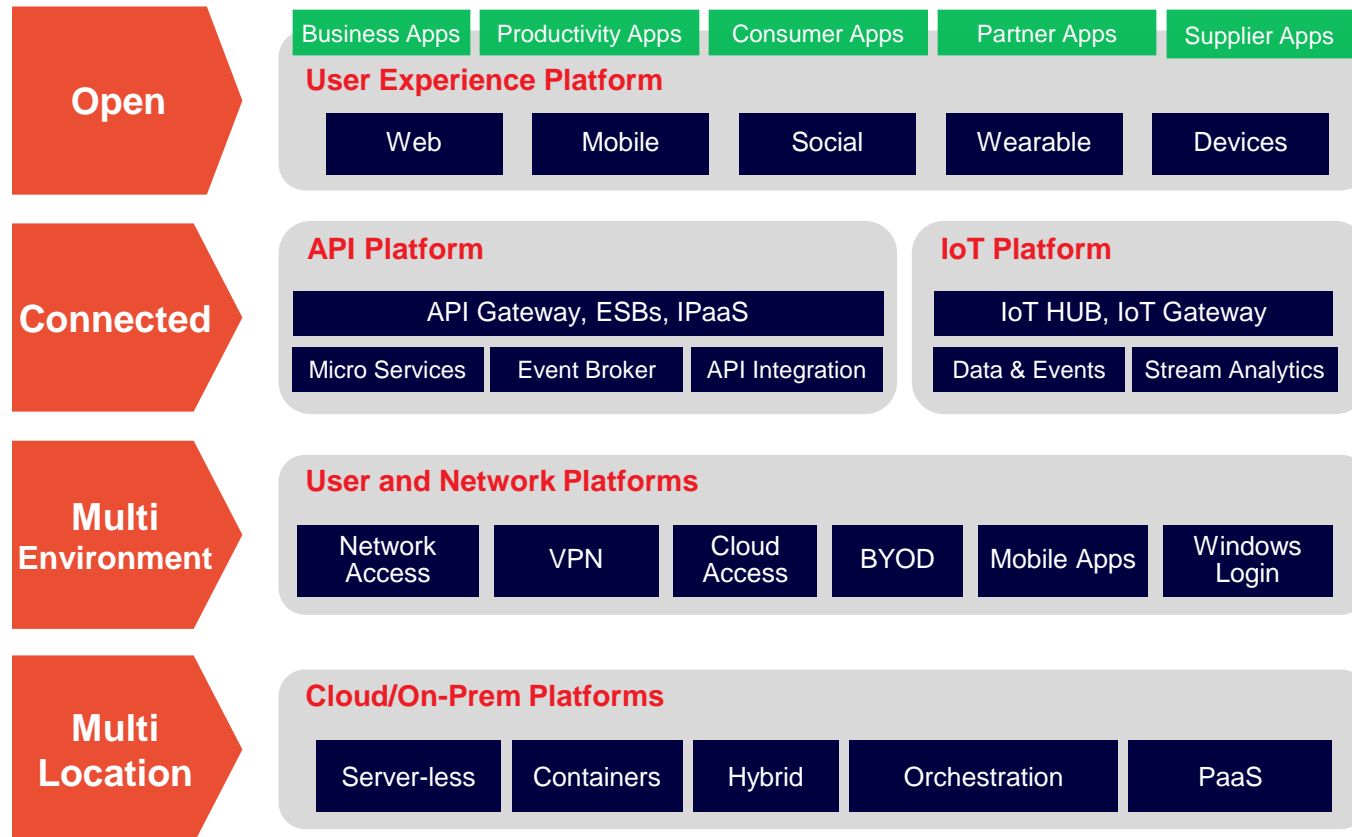 Business Apps
Productivity Apps
Consumer Apps
Partner Apps
Supplier Apps
Open
User Experience Platform
Web
Mobile
Social
Wearable
Devices
Connected
API Platform
API Gateway, ESBs, IPaaS
Micro Services
Event Broker
API Integration
IoT Platform
IoT HUB, IoT Gateway
Data & Events
Stream Analytics
Multi
Environment
User and Network Platforms
Network
Access
VPN
Cloud
Access
BYOD
Mobile Apps
Windows
Login
Multi
Location
Cloud/On-Prem Platforms
Server-less
Containers
Hybrid
Orchestration
PaaS